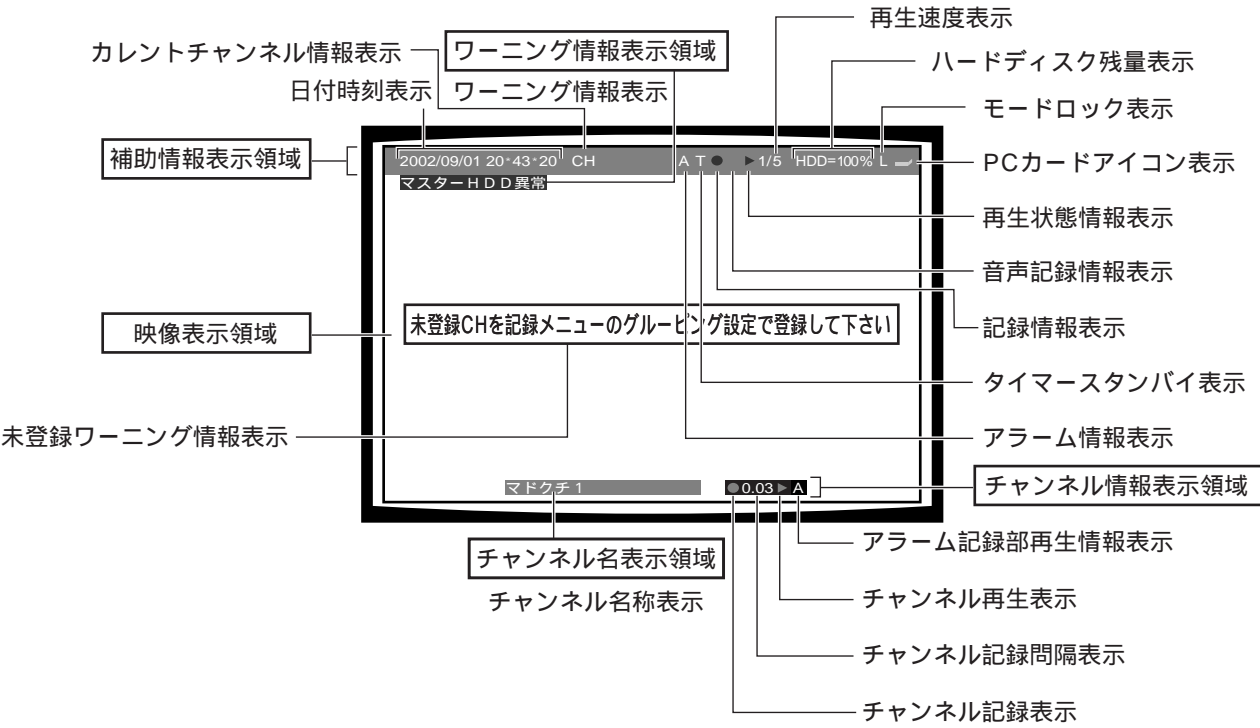 再生速度表示
カレントチャンネル情報表示
ワーニング情報表示領域
ハードディスク残量表示
日付時刻表示
ワーニング情報表示
モードロック表示
補助情報表示領域
2002/09/01 20*43*20 CH A T ● ▶ 1/5 HDD=100% L
PCカードアイコン表示
マスターHDD異常
再生状態情報表示
音声記録情報表示
映像表示領域
未登録CHを記録メニューのグルーピング設定で登録して下さい
記録情報表示
タイマースタンバイ表示
未登録ワーニング情報表示
アラーム情報表示
マドクチ1
●0.03▶A
チャンネル情報表示領域
チャンネル名表示領域
アラーム記録部再生情報表示
チャンネル名称表示
チャンネル再生表示
チャンネル記録間隔表示
チャンネル記録表示